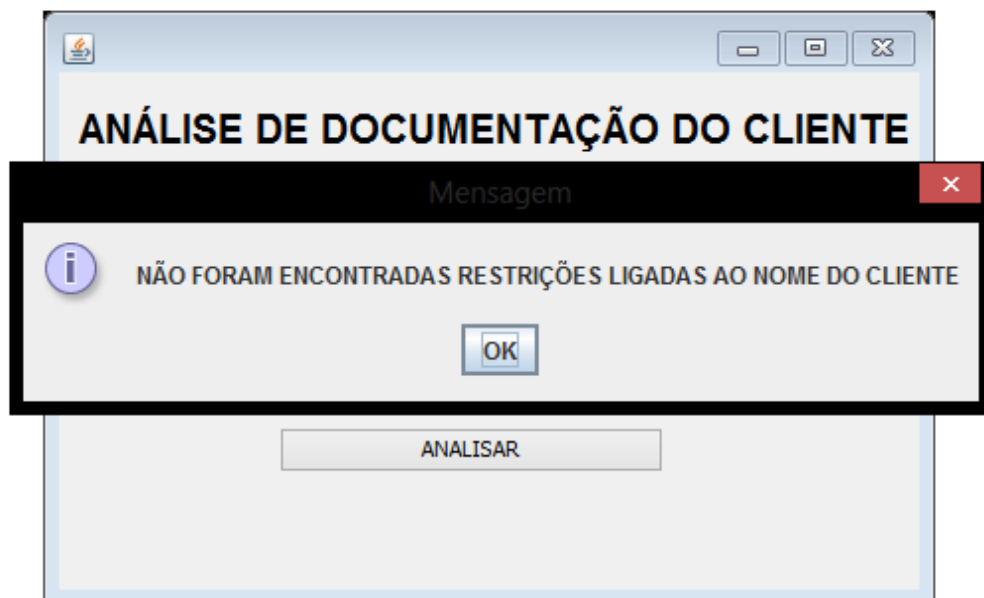 ANÁLISE DE DOCUMENTAÇÃO DO CLIENTE
Mensagem
NÃO FORAM ENCONTRADAS RESTRIÇÕES LIGADAS AO NOME DO CLIENTE
OK
ANALISAR